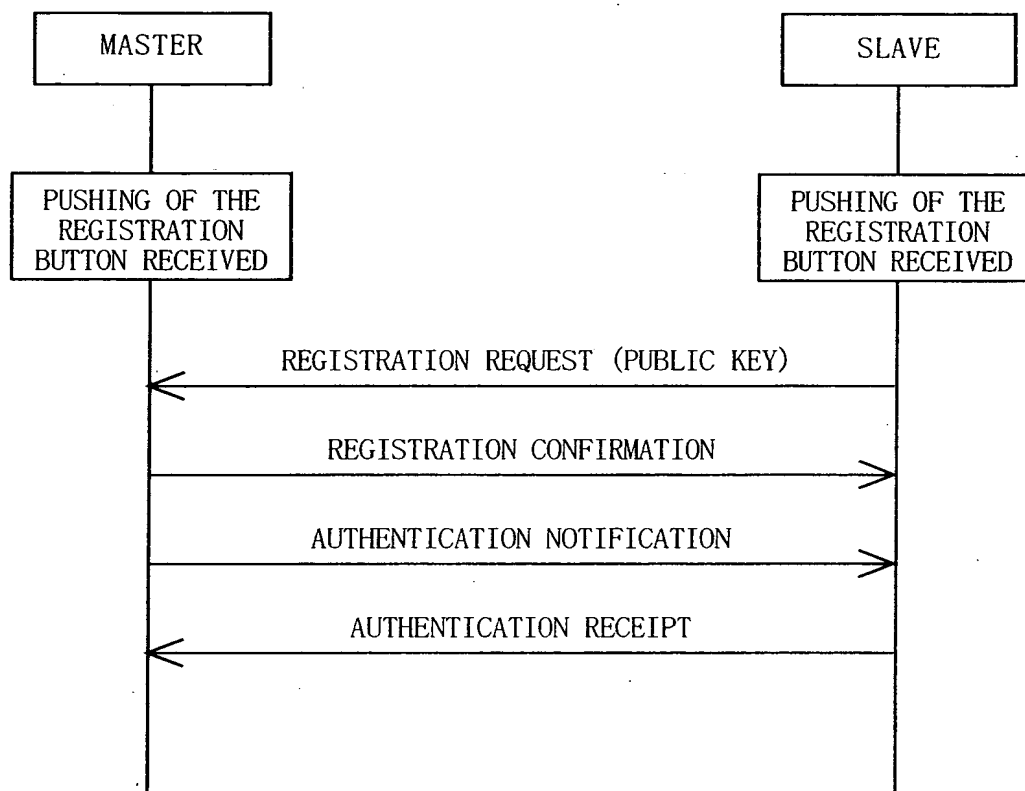 MASTER
SLAVE
PUSHING OF THE
REGISTRATION
BUTTON RECEIVED
PUSHING OF THE
REGISTRATION
BUTTON RECEIVED
REGISTRATION REQUEST (PUBLIC KEY)
REGISTRATION CONFIRMATION
AUTHENTICATION NOTIFICATION
AUTHENTICATION RECEIPT